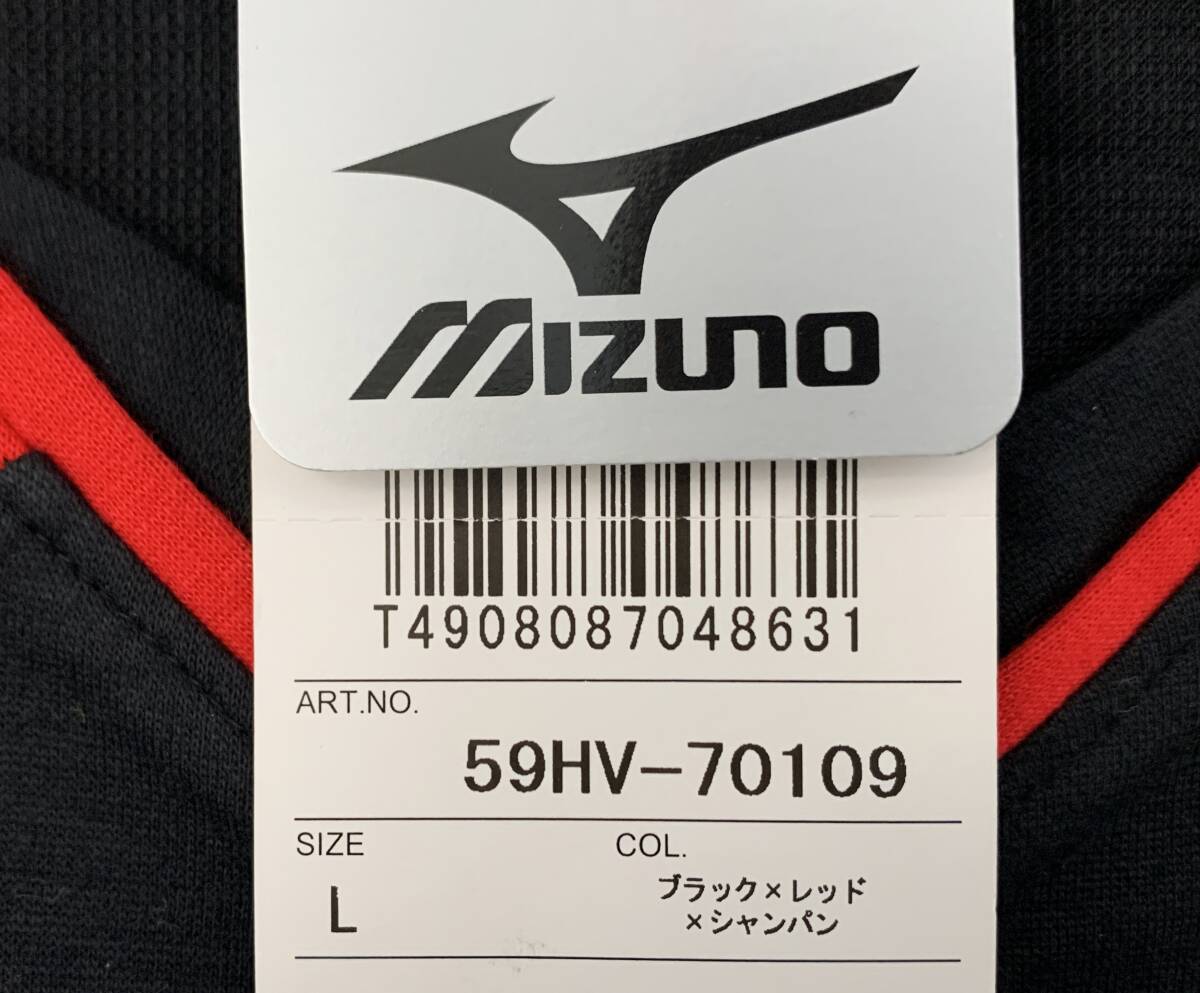 MIZUNO
T4908087048631
ART.NO.
59HV-70109
SIZE
COL.
L
ブラック×レッド
×シャンパン